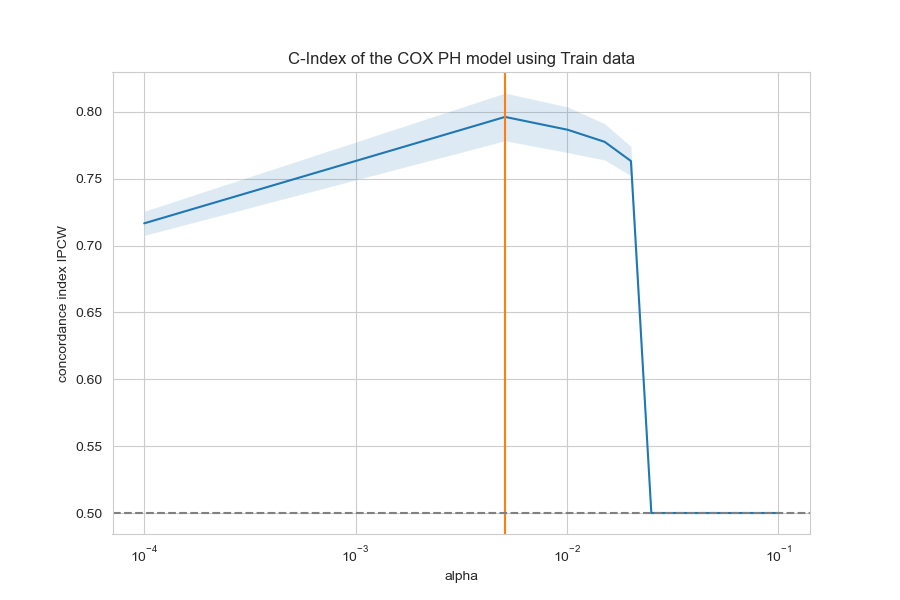 C-Index of the COX PH model using Train data
concordance index IPCW
0.80
0.75
0.70
0.65
0.60
0.55
0.50
10⁻⁴ 10⁻³ 10⁻² 10⁻¹
alpha